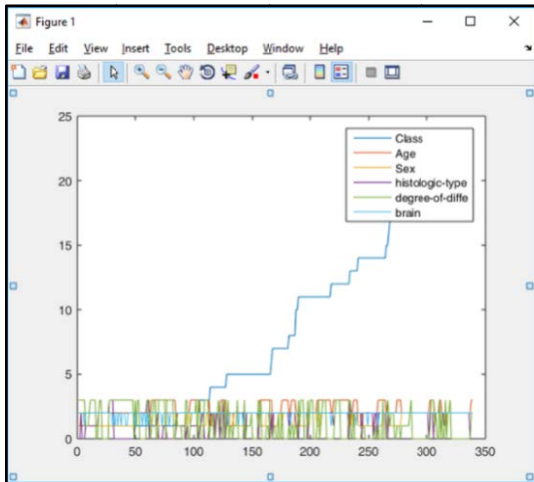 Figure 1
File Edit View Insert Tools Desktop Window Help
25
20
15
10
5
0
Class
Age
Sex
histologic-type
degree-of-diffe
brain
0 50 100 150 200 250 300 350